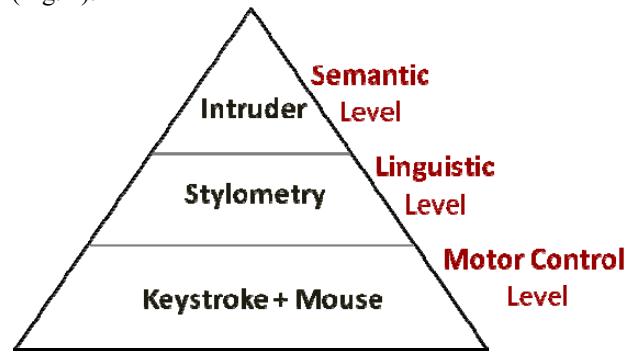 Semantic
Intruder
Level
Linguistic
Stylometry
Level
Motor Control
Keystroke + Mouse
Level